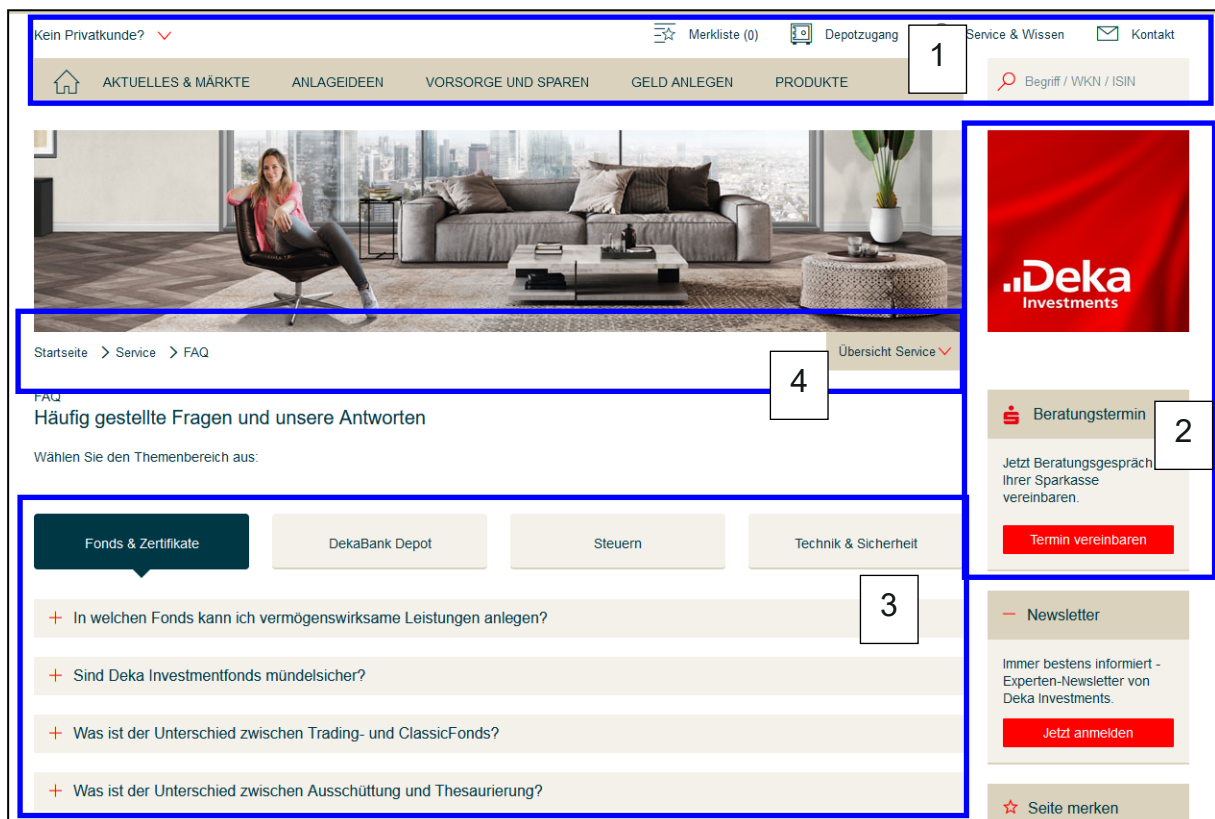 Kein Privatkunde?
Merkliste (0)
Depotzugang
Service & Wissen
Kontakt
1
AKTUELLES & MÄRKTE
ANLAGEIDEEN
VORSORGE UND SPAREN
GELD ANLEGEN
PRODUKTE
Begriff / WKN / ISIN
Deka
Investments
Startseite > Service > FAQ
Übersicht Service
4
FAQ
Häufig gestellte Fragen und unsere Antworten
Wählen Sie den Themenbereich aus:
Beratungstermin
2
Jetzt Beratungsgespräch
Ihrer Sparkasse
vereinbaren.
Termin vereinbaren
Fonds & Zertifikate
DekaBank Depot
Steuern
Technik & Sicherheit
3
+ In welchen Fonds kann ich vermögenswirksame Leistungen anlegen?
+ Sind Deka Investmentfonds mündelsicher?
+ Was ist der Unterschied zwischen Trading- und ClassicFonds?
+ Was ist der Unterschied zwischen Ausschüttung und Thesaurierung?
Newsletter
Immer bestens informiert -
Experten-Newsletter von
Deka Investments.
Jetzt anmelden
Seite merken